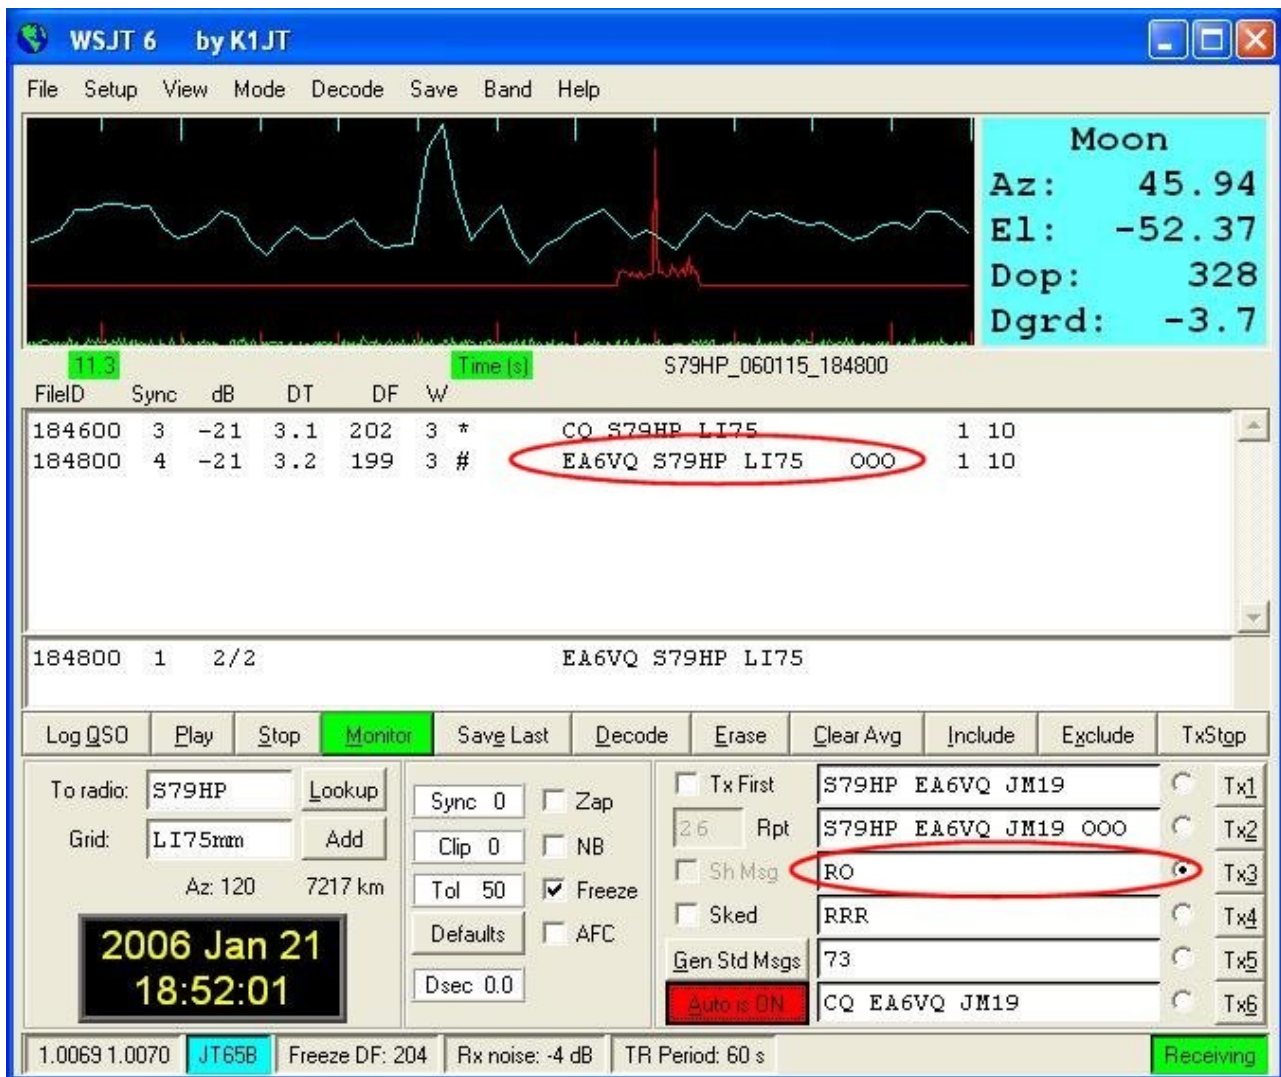 WSJT 6 by K1JT
File Setup View Mode Decode Save Band Help
Moon
Az: 45.94
El: -52.37
Dop: 328
Dgrd: -3.7
11.3 Time (s) S79HP_060115_184800
FileID Sync dB DT DF W
184600 3 -21 3.1 202 3 * CQ S79HP LI75 1 10
184800 4 -21 3.2 199 3 # EA6VQ S79HP LI75 OOO 1 10
184800 1 2/2 EA6VQ S79HP LI75
Log QSO Play Stop Monitor Save Last Decode Erase Clear Avg Include Exclude TxStop
To radio: S79HP Lookup
Grid: LI75mm Add
Az: 120 7217 km
2006 Jan 21
18:52:01
Sync 0 Zap
Clip 0 NB
Tol 50 Freeze
Defaults AFC
Dsec 0.0
Tx First S79HP EA6VQ JM19 Tx1
26 Rpt S79HP EA6VQ JM19 OOO Tx2
Sh Msg RO Tx3
Sked RRR Tx4
Gen Std Msgs 73 Tx5
Auto is ON CQ EA6VQ JM19 Tx6
1.0069 1.0070 JT65B Freeze DF: 204 Rx noise: -4 dB TR Period: 60 s Receiving